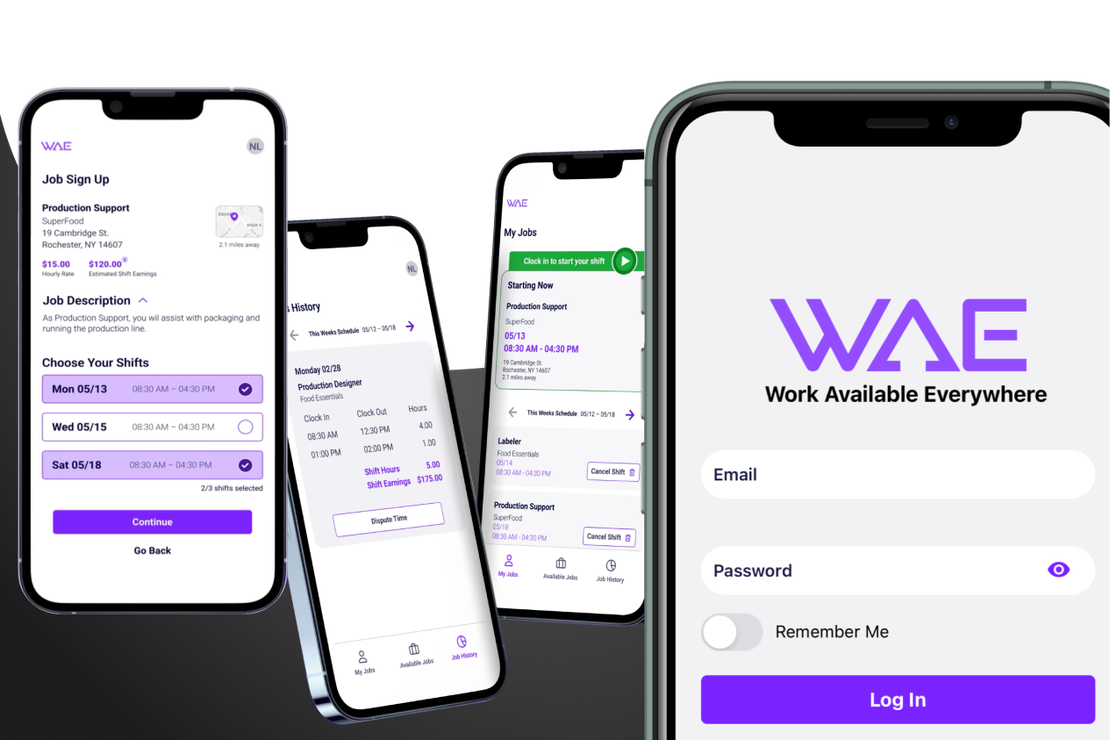 WAE
NL
Job Sign Up
Production Support
SuperFood
19 Cambridge St.
Rochester, NY 14607
2.1 miles away
$15.00
Hourly Rate
$120.00
Estimated Shift Earnings
Job Description
As Production Support, you wil assist with packaging and
running the production line.
Choose Your Shifts
Mon 05/13 08:30 AM – 04:30 PM
Wed 05/15 08:30 AM – 04:30 PM
Sat 05/18 08:30 AM – 04:30 PM
2/3 shifts selected
Continue
Go Back
NL
History
This Weeks Schedule 05/12 – 05/18
Monday 02/28
Production Designer
Food Essentials
Clock In Clock Out Hours
08:30 AM 12:30 PM 4.00
01:00 PM 02:00 PM 1.00
Shift Hours 5.00
Shift Earnings $175.00
Dispute Time
My Jobs Available Jobs Job History
WAE
My Jobs
Clock in to start your shift
Starting Now
Production Support
SuperFood
05/13
08:30 AM - 04:30 PM
19 Cambridge St.
Rochester, NY 14607
2.1 miles away
This Weeks Schedule 05/12 – 05/18
Labeler
Food Essentials
05/14
08:30 AM - 04:30 PM
Cancel Shift
Production Support
SuperFood
05/18
08:30 AM - 04:30 PM
Cancel Shift
My Jobs Available Jobs Job History
WAE
Work Available Everywhere
Email
Password
Remember Me
Log In